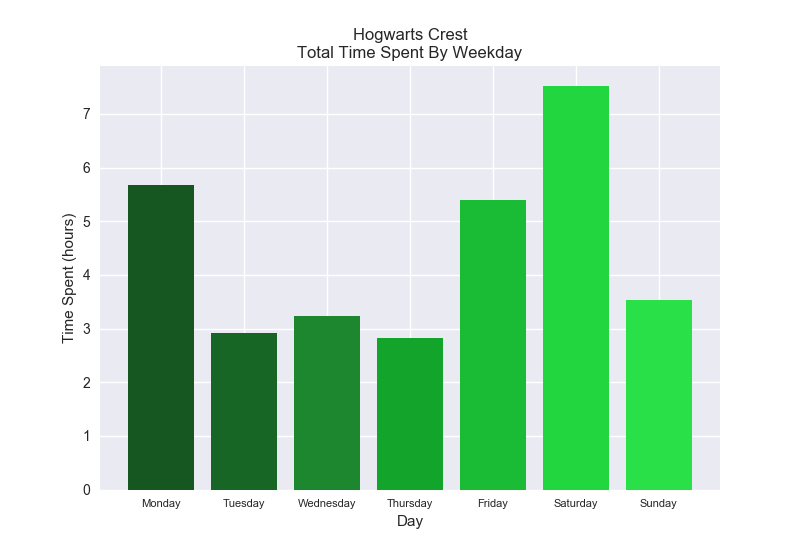 Hogwarts Crest
Total Time Spent By Weekday
Time Spent (hours)
7
6
5
4
3
2
1
0
Monday Tuesday Wednesday Thursday Friday Saturday Sunday
Day